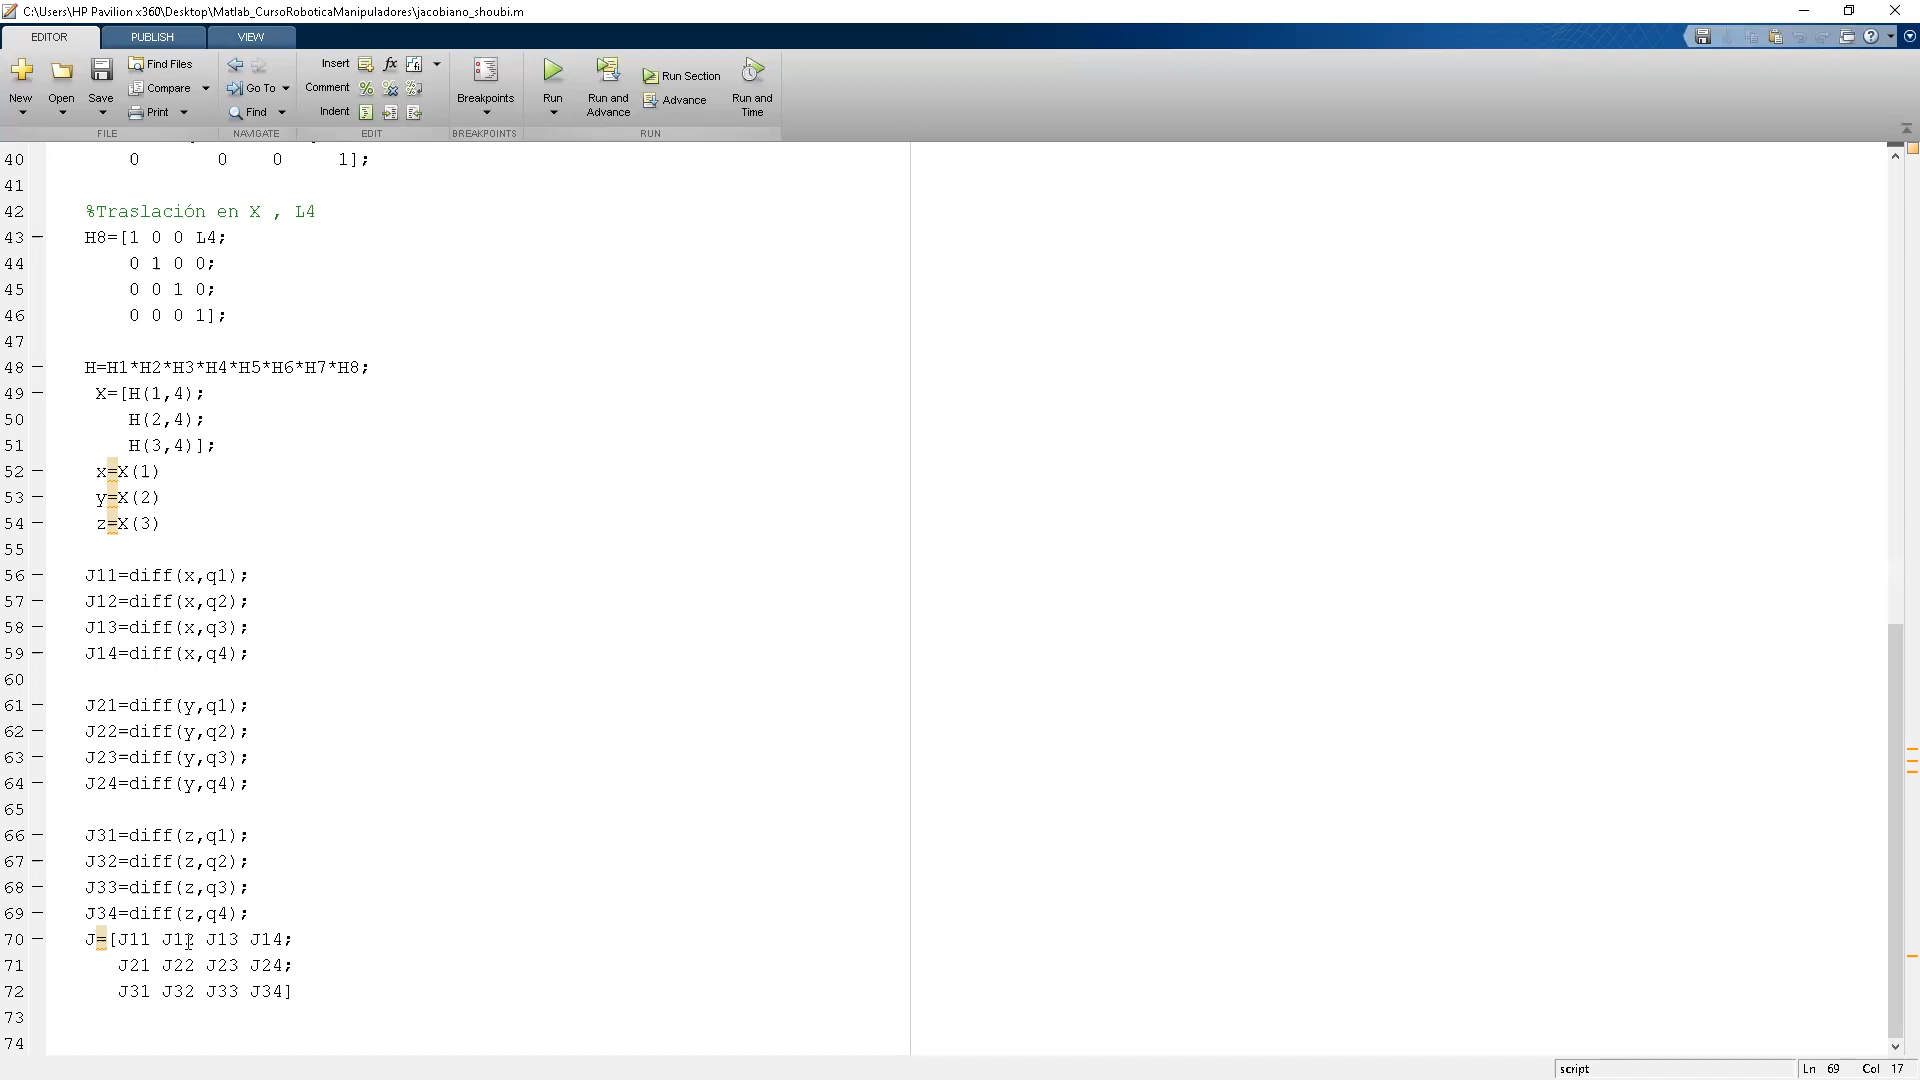 C:\Users\HP Pavilion x360\Desktop\Matlab_CursoRoboticaManipuladores\jacobiano_shoubi.m
EDITOR PUBLISH VIEW
New Open Save Find Files Compare Print Go To Find Insert fx Comment Indent Breakpoints Run Run and Advance Run Section Advance Run and Time
FILE NAVIGATE EDIT BREAKPOINTS RUN
40 0 0 0 1];
41
42 %Traslación en X , L4
43 H8=[1 0 0 L4;
44 0 1 0 0;
45 0 0 1 0;
46 0 0 0 1];
47
48 H=H1*H2*H3*H4*H5*H6*H7*H8;
49 X=[H(1,4);
50 H(2,4);
51 H(3,4)];
52 x=X(1)
53 y=X(2)
54 z=X(3)
55
56 J11=diff(x,q1);
57 J12=diff(x,q2);
58 J13=diff(x,q3);
59 J14=diff(x,q4);
60
61 J21=diff(y,q1);
62 J22=diff(y,q2);
63 J23=diff(y,q3);
64 J24=diff(y,q4);
65
66 J31=diff(z,q1);
67 J32=diff(z,q2);
68 J33=diff(z,q3);
69 J34=diff(z,q4);
70 J=[J11 J12 J13 J14;
71 J21 J22 J23 J24;
72 J31 J32 J33 J34]
73
74
script Ln 69 Col 17